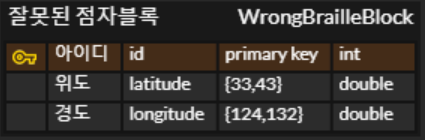 잘못된 점자블록 WrongBrailleBlock
아이디 id primary key int
위도 latitude {33,43} double
경도 longitude {124,132} double